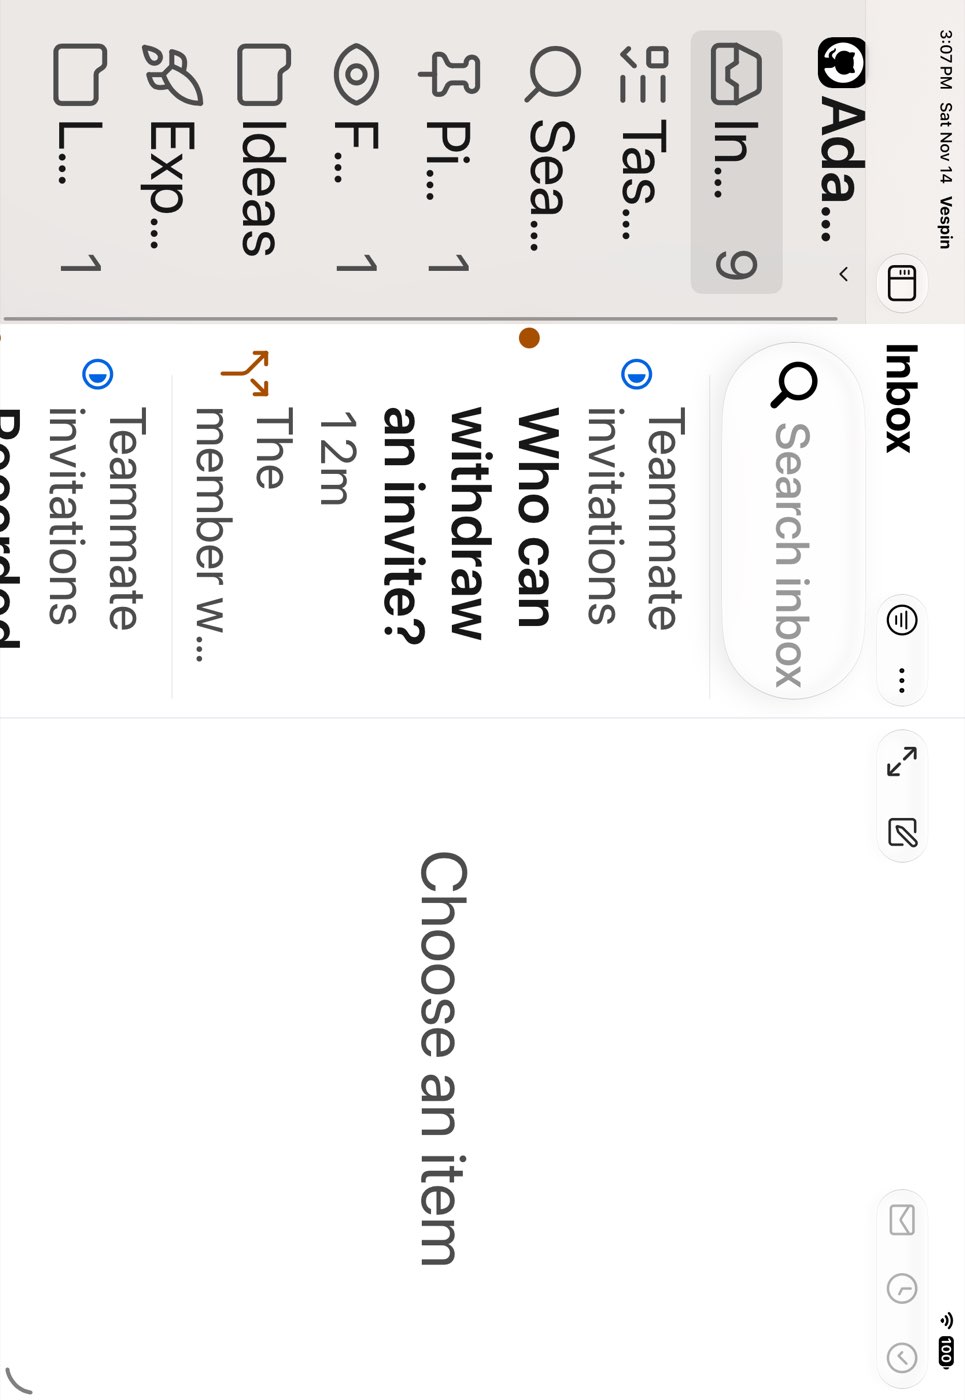 3:07 PM Sat Nov 14 Vespin
100
Ada...
In... 9
Tas...
Sea...
Pi... 1
F... 1
Ideas
Exp...
L... 1
Inbox
Search inbox
Teammate
invitations
Who can
withdraw
an invite?
12m
The
member w...
Teammate
invitations
Recorded
Choose an item